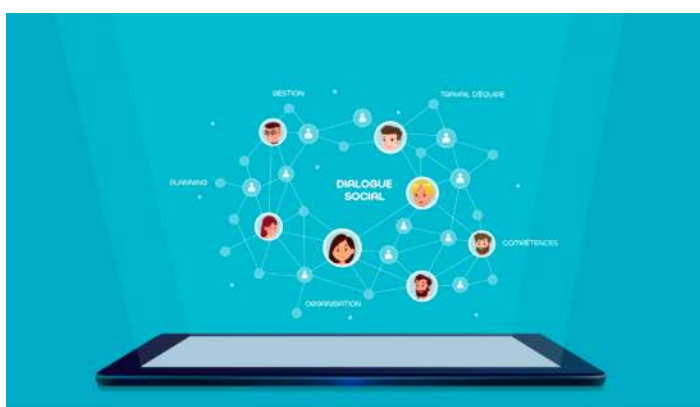 GESTION
TRAVAIL D'ÉQUIPE
PLANNING
DIALOGUE
SOCIAL
COMPÉTENCES
ORGANISATION